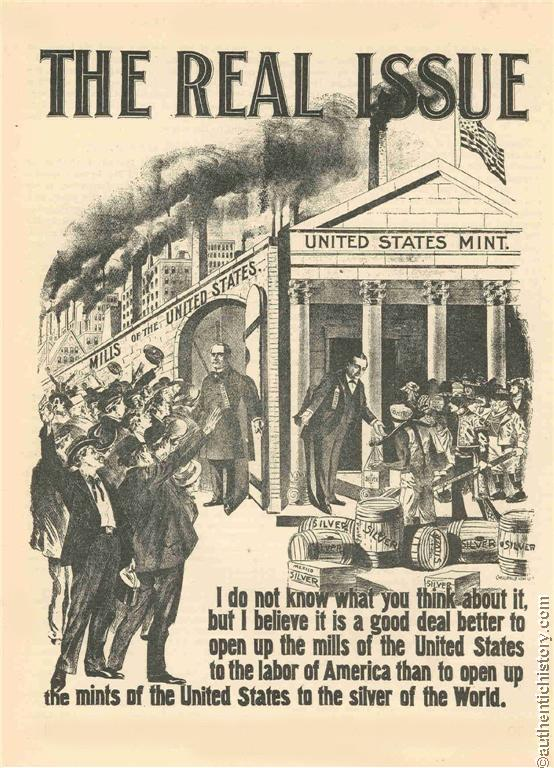 THE REAL ISSUE
UNITED STATES MINT.
MILLS OF THE UNITED STATES.
SILVER
SILVER
SILVER
SILVER
SILVER
MEXICO
SILVER
SILVER
I do not know what you think about it,
but I believe it is a good deal better to
open up the mills of the United States
to the labor of America than to open up
the mints of the United States to the silver of the World.
©authentichistory.com